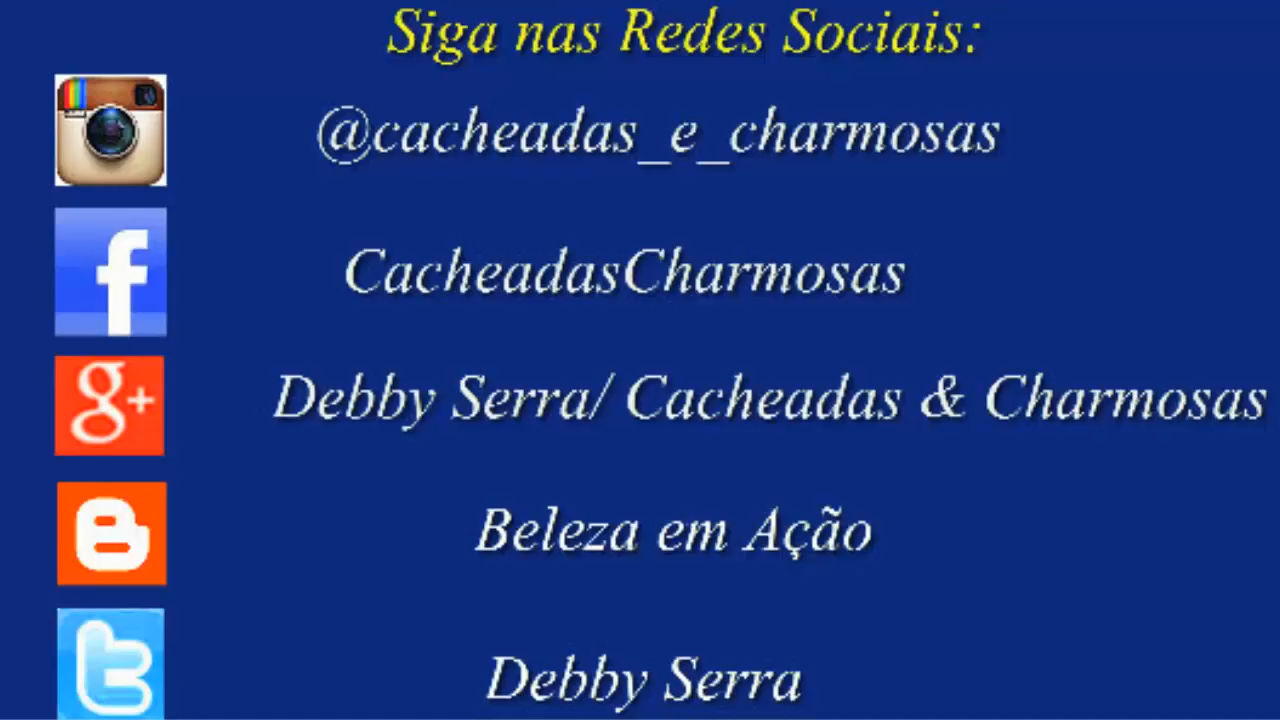 Siga nas Redes Sociais:
@cacheadas_e_charmosas
CacheadasCharmosas
Debby Serra/ Cacheadas & Charmosas
Beleza em Ação
Debby Serra